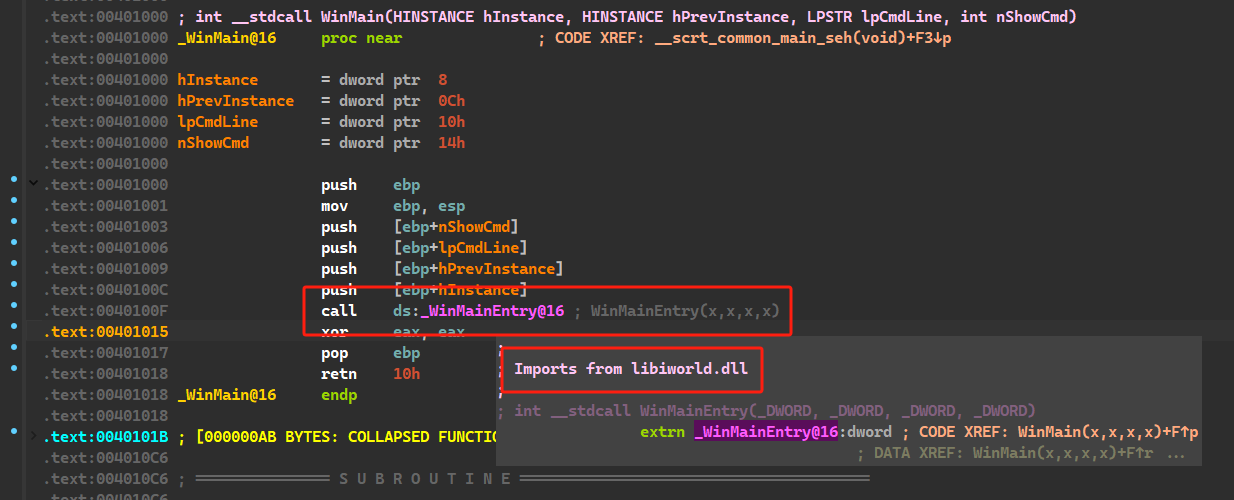 .text:00401000 ; int __stdcall WinMain(HINSTANCE hInstance, HINSTANCE hPrevInstance, LPSTR lpCmdLine, int nShowCmd)
.text:00401000 _WinMain@16     proc near               ; CODE XREF: __scrt_common_main_seh(void)+F3↓p
.text:00401000
.text:00401000 hInstance       = dword ptr  8
.text:00401000 hPrevInstance   = dword ptr  0Ch
.text:00401000 lpCmdLine       = dword ptr  10h
.text:00401000 nShowCmd        = dword ptr  14h
.text:00401000
.text:00401000                 push    ebp
.text:00401001                 mov     ebp, esp
.text:00401003                 push    [ebp+nShowCmd]
.text:00401006                 push    [ebp+lpCmdLine]
.text:00401009                 push    [ebp+hPrevInstance]
.text:0040100C                 push    [ebp+hInstance]
.text:0040100F                 call    ds:_WinMainEntry@16 ; WinMainEntry(x,x,x,x)
.text:00401015                 xor     eax, eax
.text:00401017                 pop     ebp
.text:00401018                 retn    10h
.text:00401018 _WinMain@16     endp
.text:00401018
.text:0040101B ; [000000AB BYTES: COLLAPSED FUNCTIO
.text:004010C6
.text:004010C6 ; =============== S U B R O U T I N E =======================================
.text:004010C6
;
; Imports from libiworld.dll
;
; int __stdcall WinMainEntry(_DWORD, _DWORD, _DWORD, _DWORD)
extrn _WinMainEntry@16:dword ; CODE XREF: WinMain(x,x,x,x)+F↑p
; DATA XREF: WinMain(x,x,x,x)+F↑r ...